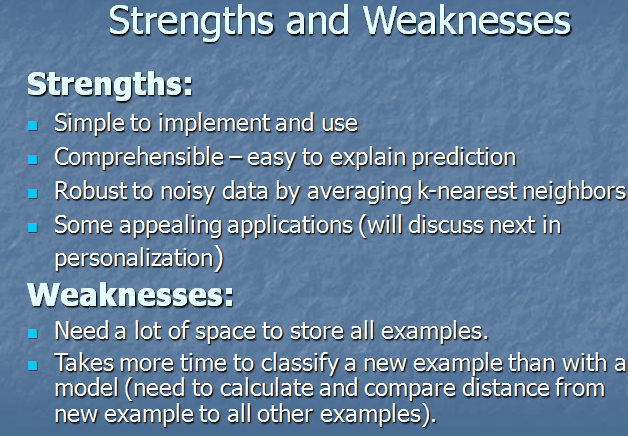 Strengths and Weaknesses
Strengths:
Simple to implement and use
Comprehensible – easy to explain prediction
Robust to noisy data by averaging k-nearest neighbors
Some appealing applications (will discuss next in
personalization)
Weaknesses:
Need a lot of space to store all examples.
Takes more time to classify a new example than with a
model (need to calculate and compare distance from
new example to all other examples).